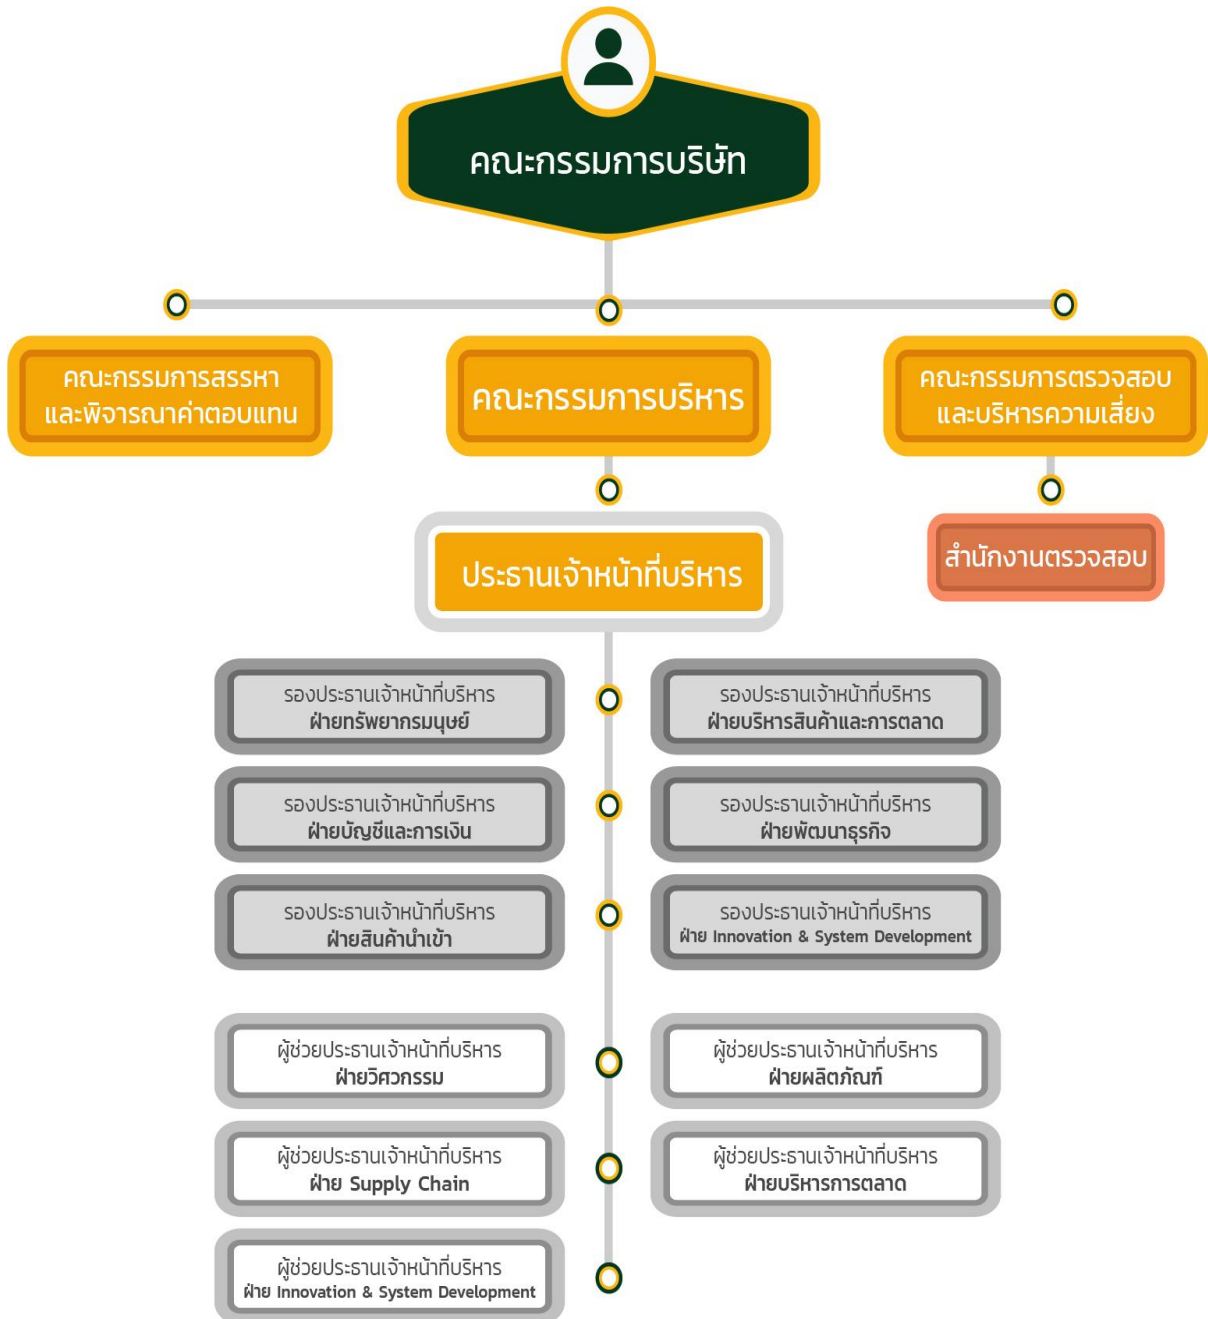 คณะกรรมการบริษัท
คณะกรรมการสรรหา
และพิจารณาค่าตอบแทน
คณะกรรมการบริหาร
คณะกรรมการตรวจสอบ
และบริหารความเสี่ยง
ประธานเจ้าหน้าที่บริหาร
สำนักงานตรวจสอบ
รองประธานเจ้าหน้าที่บริหาร
ฝ่ายทรัพยากรมนุษย์
รองประธานเจ้าหน้าที่บริหาร
ฝ่ายบริหารสินค้าและการตลาด
รองประธานเจ้าหน้าที่บริหาร
ฝ่ายบัญชีและการเงิน
รองประธานเจ้าหน้าที่บริหาร
ฝ่ายพัฒนาธุรกิจ
รองประธานเจ้าหน้าที่บริหาร
ฝ่ายสินค้านำเข้า
รองประธานเจ้าหน้าที่บริหาร
ฝ่าย Innovation & System Development
ผู้ช่วยประธานเจ้าหน้าที่บริหาร
ฝ่ายวิศวกรรม
ผู้ช่วยประธานเจ้าหน้าที่บริหาร
ฝ่ายผลิตภัณฑ์
ผู้ช่วยประธานเจ้าหน้าที่บริหาร
ฝ่าย Supply Chain
ผู้ช่วยประธานเจ้าหน้าที่บริหาร
ฝ่ายบริหารการตลาด
ผู้ช่วยประธานเจ้าหน้าที่บริหาร
ฝ่าย Innovation & System Development